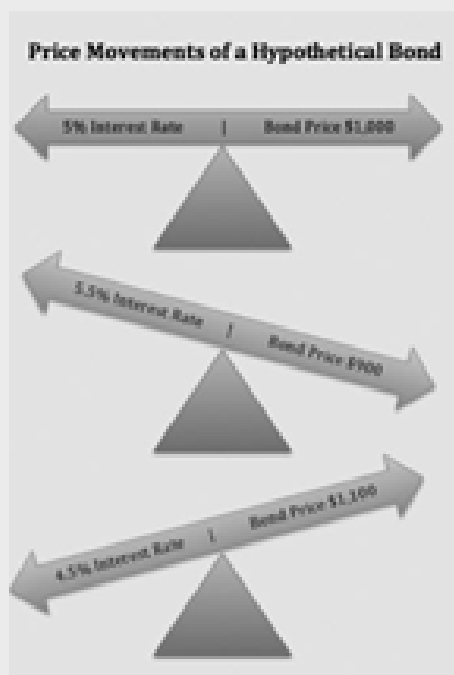 Price Movements of a Hypothetical Bond
5% Interest Rate | Bond Price $1,000
5.5% Interest Rate | Bond Price $900
4.5% Interest Rate | Bond Price $1,100